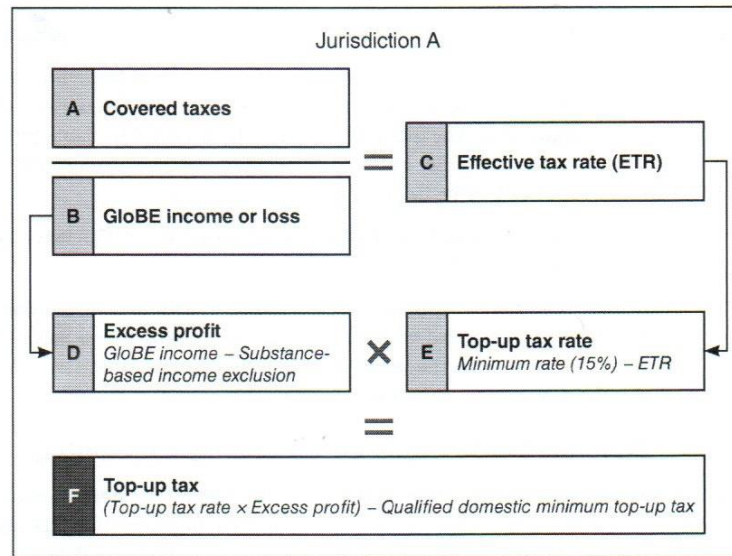 Jurisdiction A
A Covered taxes
=
C Effective tax rate (ETR)
B GloBE income or loss
D Excess profit
GloBE income – Substance-
based income exclusion
×
E Top-up tax rate
Minimum rate (15%) – ETR
=
F Top-up tax
(Top-up tax rate × Excess profit) – Qualified domestic minimum top-up tax